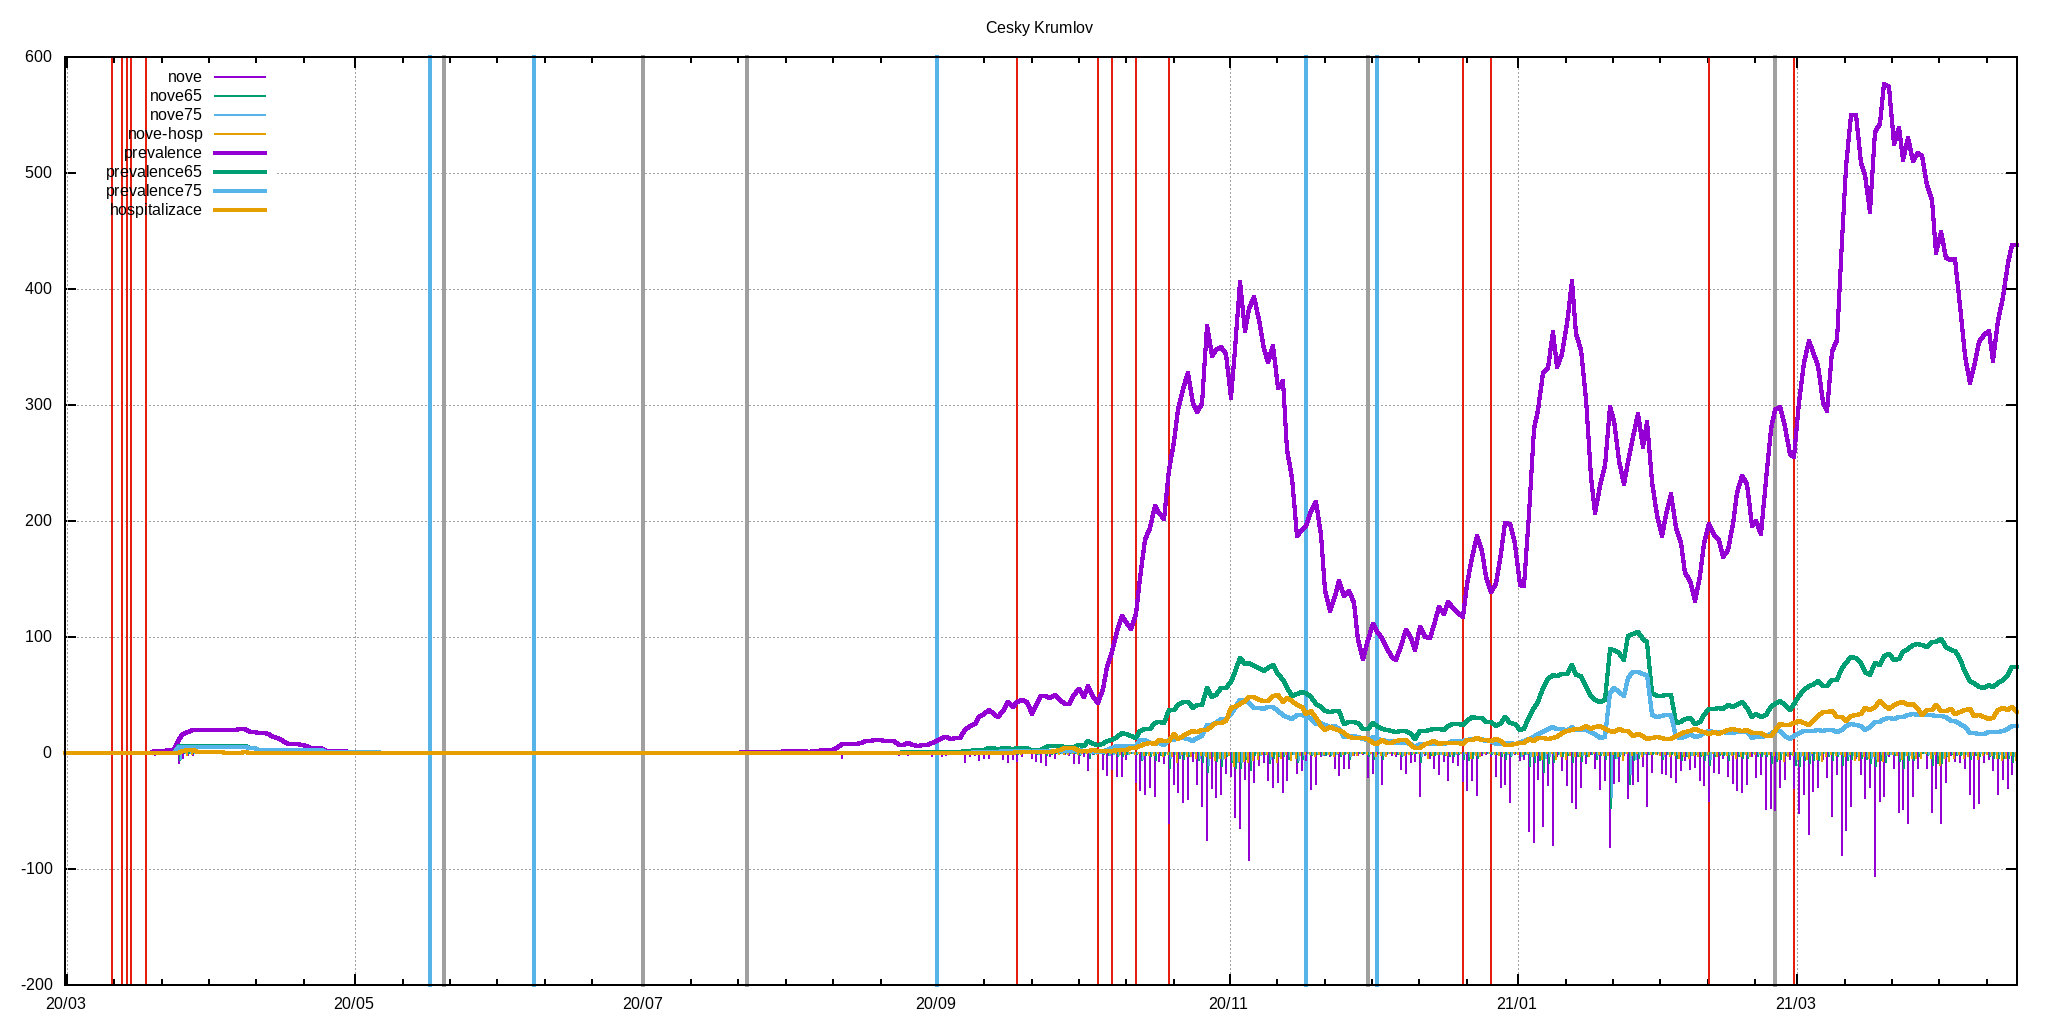 Cesky Krumlov
600
500
400
300
200
100
0
-100
-200
nove
nove65
nove75
nove-hosp
prevalence
prevalence65
prevalence75
hospitalizace
20/03
20/05
20/07
20/09
20/11
21/01
21/03